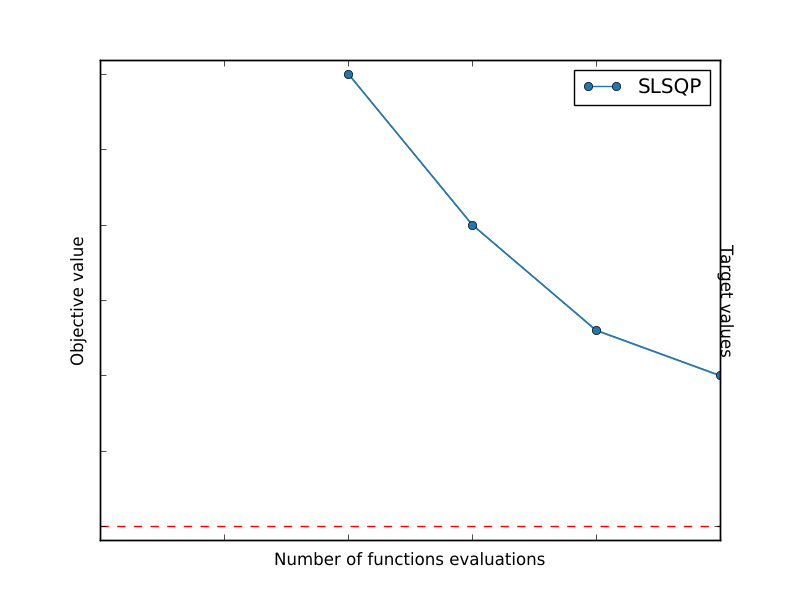 SLSQP
Objective value
Target values
Number of functions evaluations